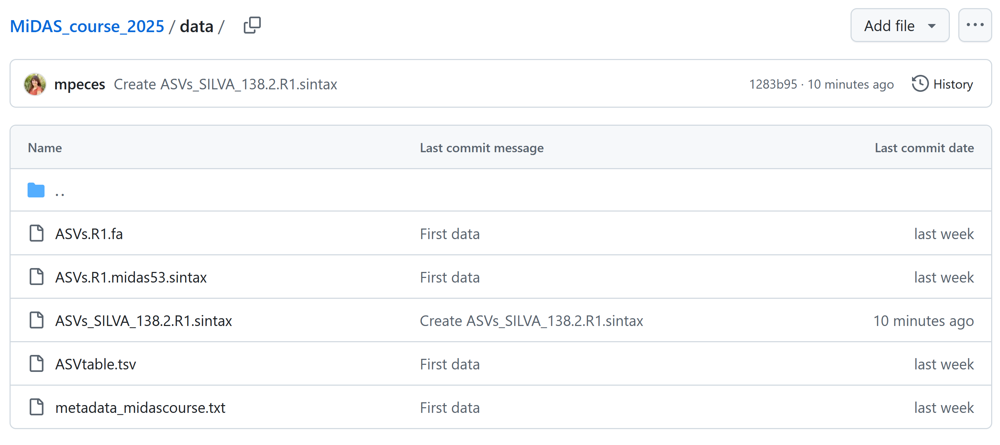 MiDAS_course_2025 / data / Add file ...
mpeces Create ASVs_SILVA_138.2.R1.sintax 1283b95 · 10 minutes ago History
Name Last commit message Last commit date
..
ASVs.R1.fa First data last week
ASVs.R1.midas53.sintax First data last week
ASVs_SILVA_138.2.R1.sintax Create ASVs_SILVA_138.2.R1.sintax 10 minutes ago
ASVtable.tsv First data last week
metadata_midascourse.txt First data last week